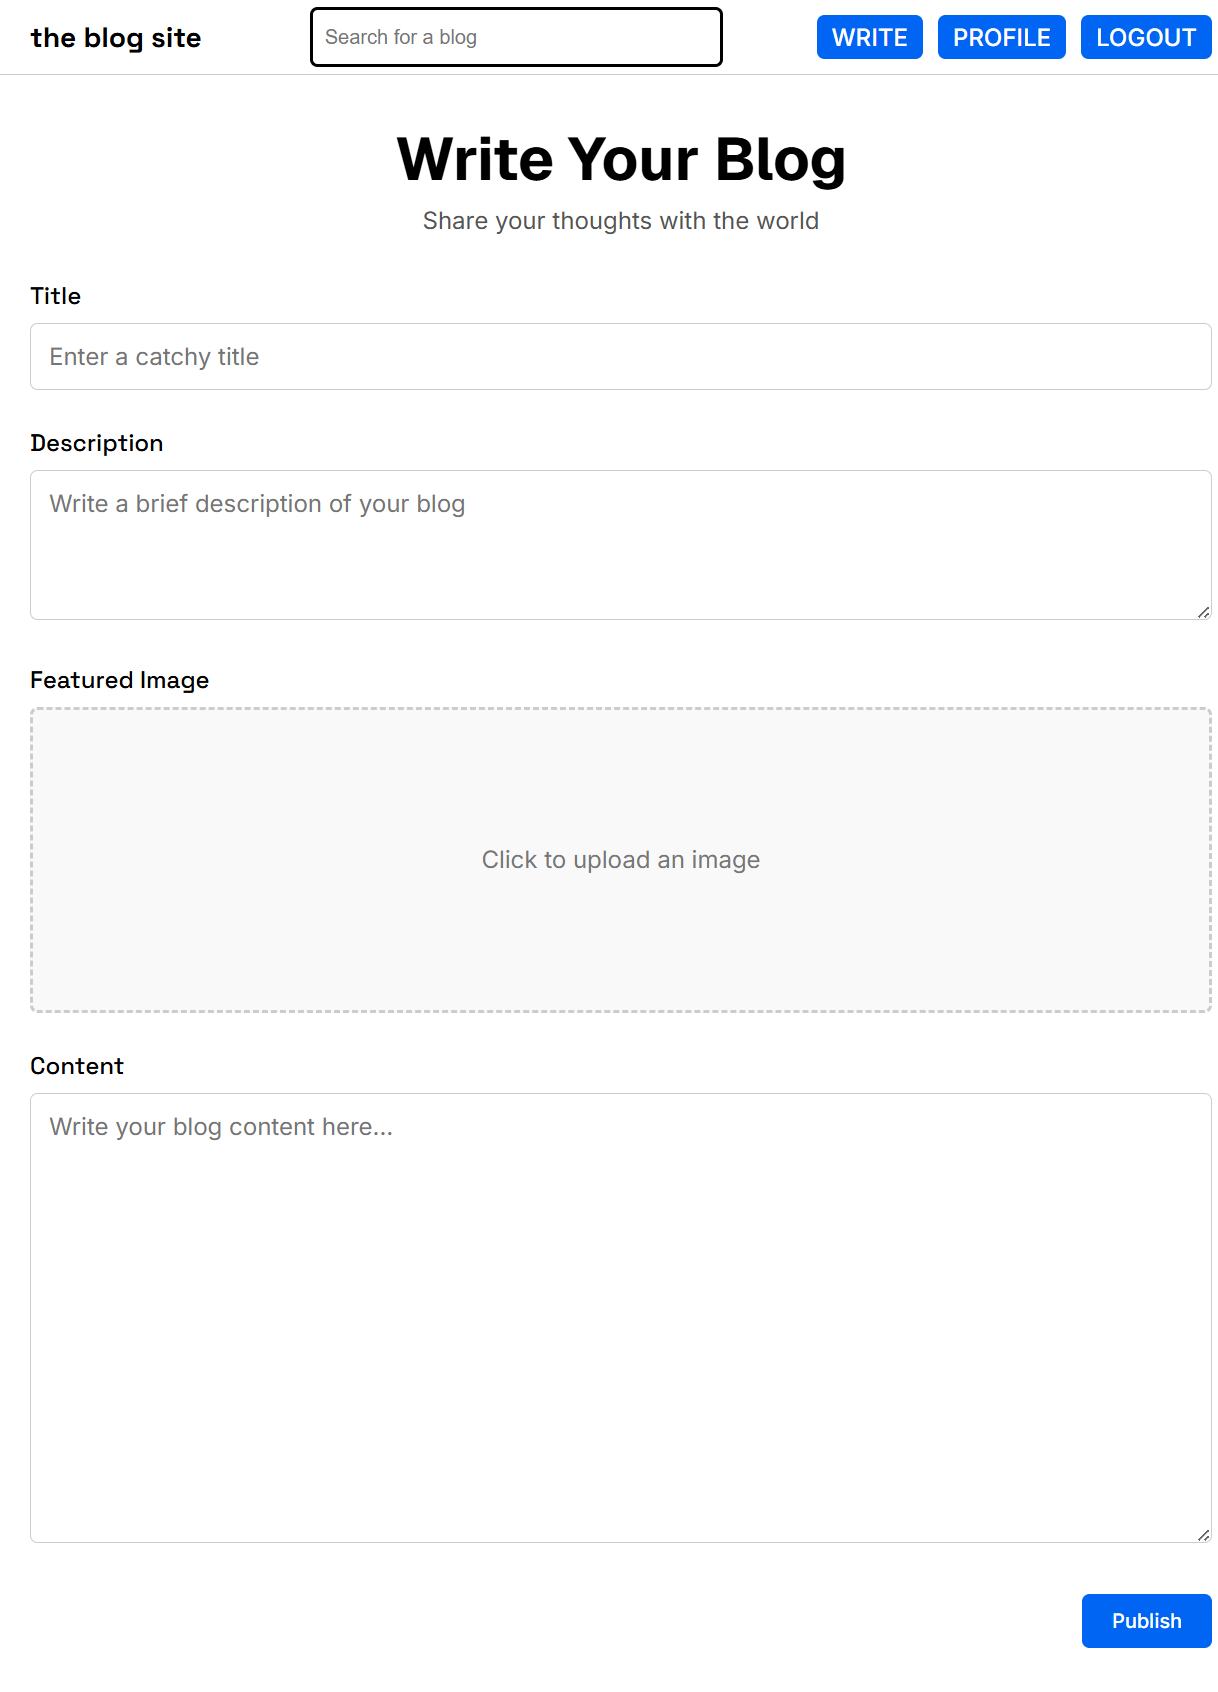 the blog site
Search for a blog
WRITE
PROFILE
LOGOUT
Write Your Blog
Share your thoughts with the world
Title
Enter a catchy title
Description
Write a brief description of your blog
Featured Image
Click to upload an image
Content
Write your blog content here...
Publish